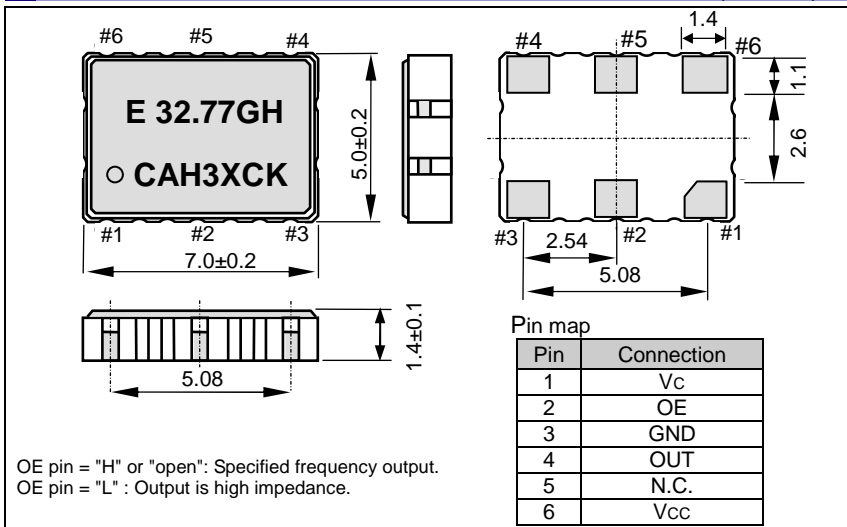 #6 #5 #4
E 32.77GH
CAH3XCK
#1 #2 #3
7.0±0.2
5.0±0.2
#4 #5 #6
1.4
1.1
2.6
#3 #2 #1
2.54
5.08
5.08
1.4±0.1
Pin map
Pin Connection
1 Vc
2 OE
3 GND
4 OUT
5 N.C.
6 Vcc
OE pin = "H" or "open": Specified frequency output.
OE pin = "L" : Output is high impedance.